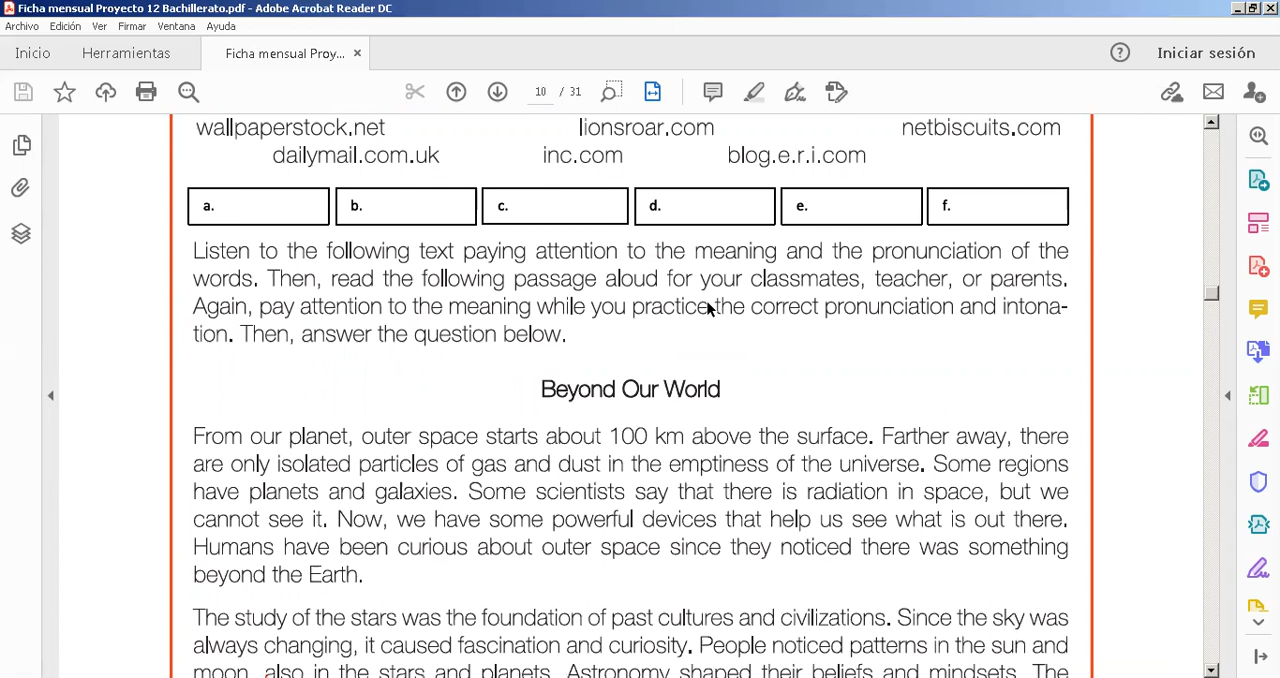 Ficha mensual Proyecto 12 Bachillerato.pdf - Adobe Acrobat Reader DC
Archivo Edición Ver Firmar Ventana Ayuda
Inicio Herramientas Ficha mensual Proy... Iniciar sesión
10 / 31
wallpaperstock.net lionsroar.com netbiscuits.com
dailymail.com.uk inc.com blog.e.r.i.com
a. b. c. d. e. f.
Listen to the following text paying attention to the meaning and the pronunciation of the
words. Then, read the following passage aloud for your classmates, teacher, or parents.
Again, pay attention to the meaning while you practice the correct pronunciation and intona-
tion. Then, answer the question below.
Beyond Our World
From our planet, outer space starts about 100 km above the surface. Farther away, there
are only isolated particles of gas and dust in the emptiness of the universe. Some regions
have planets and galaxies. Some scientists say that there is radiation in space, but we
cannot see it. Now, we have some powerful devices that help us see what is out there.
Humans have been curious about outer space since they noticed there was something
beyond the Earth.
The study of the stars was the foundation of past cultures and civilizations. Since the sky was
always changing, it caused fascination and curiosity. People noticed patterns in the sun and
moon, also in the stars and planets. Astronomy shaped their beliefs and mindsets. The